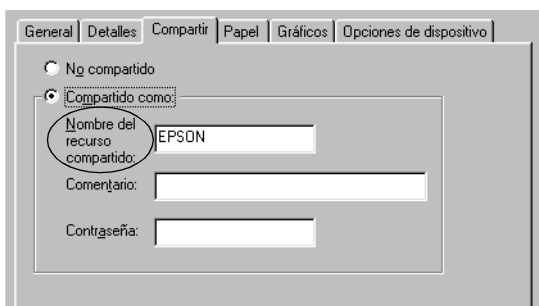 General Detalles Compartir Papel Gráficos Opciones de dispositivo
No compartido
Compartido como:
Nombre del
recurso
compartido:
EPSON
Comentario:
Contraseña: